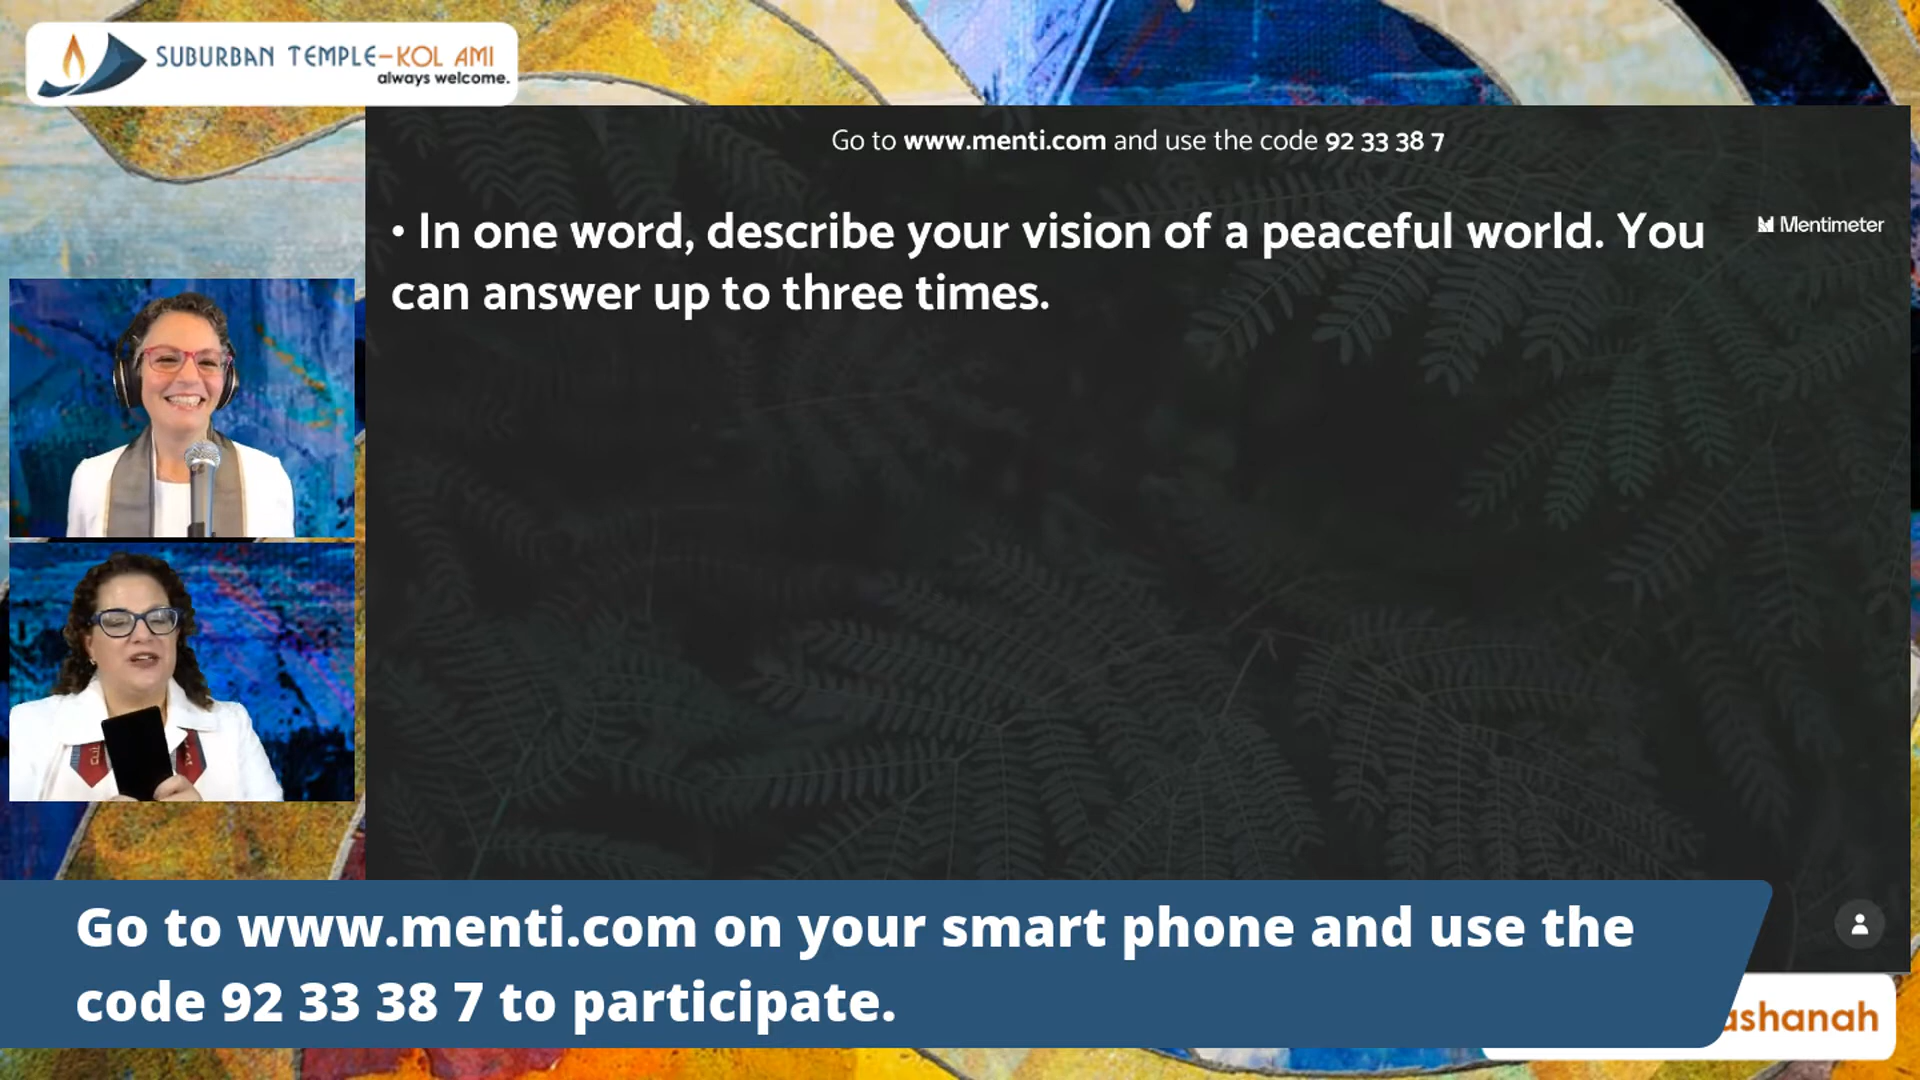 SUBURBAN TEMPLE-KOL AMI
always welcome.
Go to www.menti.com and use the code 92 33 38 7
• In one word, describe your vision of a peaceful world. You
can answer up to three times.
Mentimeter
Go to www.menti.com on your smart phone and use the
code 92 33 38 7 to participate.
ashanah